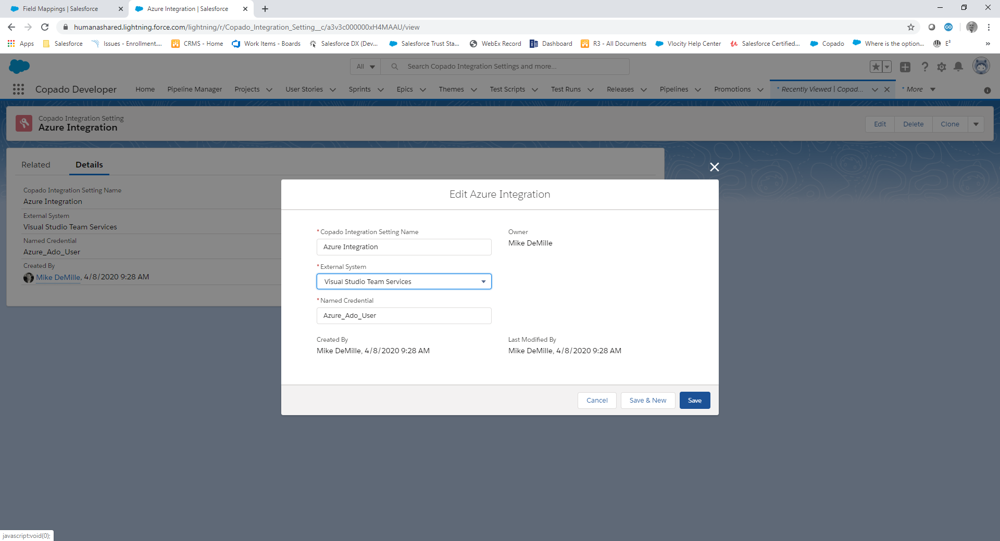 Field Mappings | Salesforce
Azure Integration | Salesforce
humanashared.lightning.force.com/lightning/r/Copado_Integration_Setting__c/a3v3c000000xH4MAAU/view
Apps
Salesforce
Issues - Enrollment....
CRMS - Home
Work Items - Boards
Salesforce DX (Dev...
Salesforce Trust Sta...
WebEx Record
Dashboard
R3 - All Documents
Vlocity Help Center
Salesforce Certified...
Copado
Where is the option...
E³
»
All
Search Copado Integration Settings and more...
Copado Developer
Home
Pipeline Manager
Projects
User Stories
Sprints
Epics
Themes
Test Scripts
Test Runs
Releases
Pipelines
Promotions
* Recently Viewed | Copad...
* More
Copado Integration Setting
Azure Integration
Edit
Delete
Clone
Related
Details
Copado Integration Setting Name
Azure Integration
External System
Visual Studio Team Services
Named Credential
Azure_Ado_User
Created By
Mike DeMille, 4/8/2020 9:28 AM
Edit Azure Integration
* Copado Integration Setting Name
Azure Integration
Owner
Mike DeMille
* External System
Visual Studio Team Services
* Named Credential
Azure_Ado_User
Created By
Mike DeMille, 4/8/2020 9:28 AM
Last Modified By
Mike DeMille, 4/8/2020 9:28 AM
Cancel
Save & New
Save
javascript:void(0);